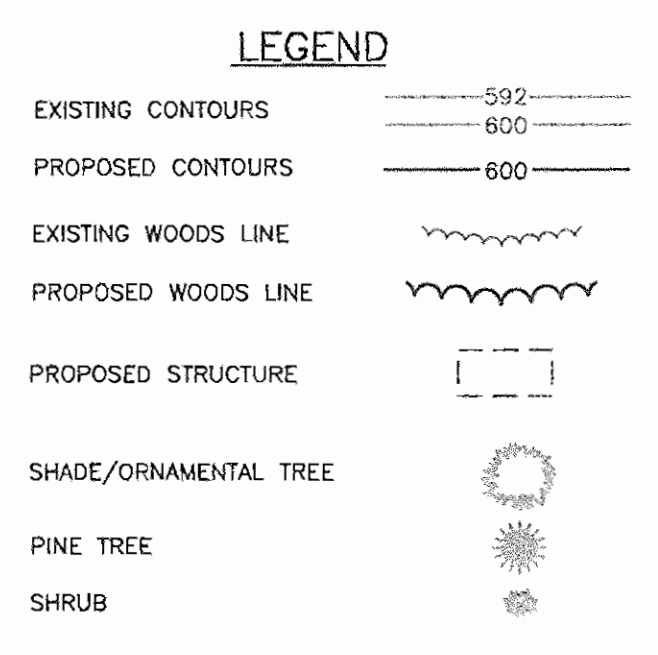 LEGEND
EXISTING CONTOURS
592
600
PROPOSED CONTOURS
600
EXISTING WOODS LINE
PROPOSED WOODS LINE
PROPOSED STRUCTURE
SHADE/ORNAMENTAL TREE
PINE TREE
SHRUB